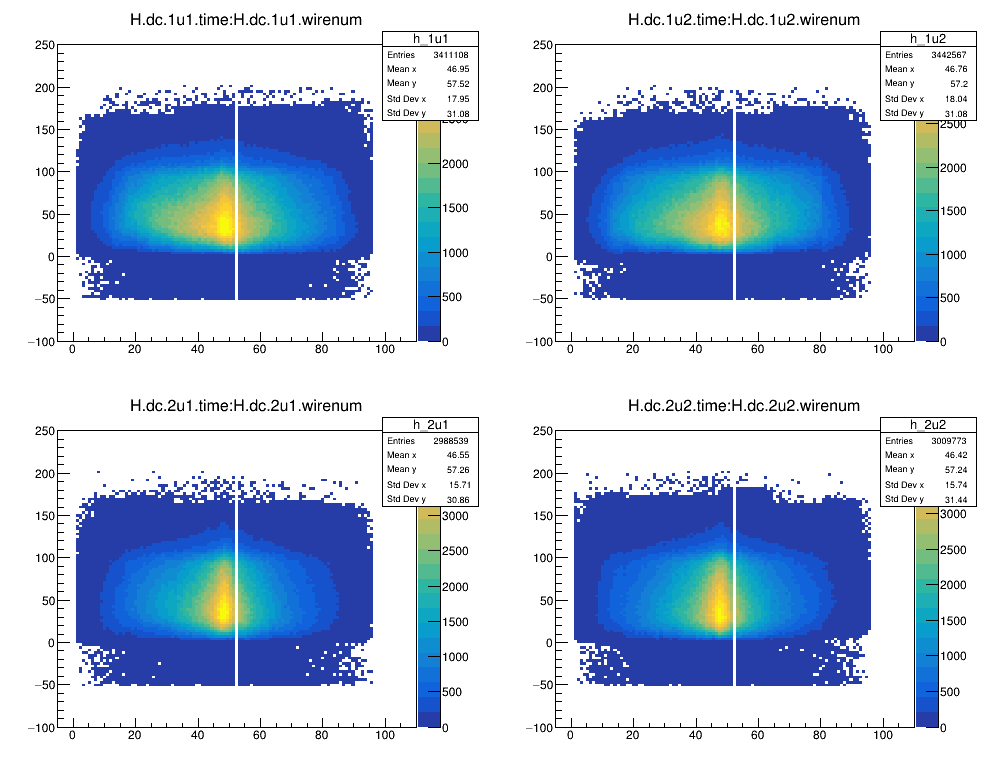 H.dc.1u1.time:H.dc.1u1.wirenum
h_1u1
Entries 3411108
Mean x 46.95
Mean y 57.52
Std Dev x 17.95
Std Dev y 31.08
250
200
150
100
50
0
−50
−100
0 20 40 60 80 100
2500
2000
1500
1000
500
0
H.dc.1u2.time:H.dc.1u2.wirenum
h_1u2
Entries 3442567
Mean x 46.76
Mean y 57.2
Std Dev x 18.04
Std Dev y 31.08
250
200
150
100
50
0
−50
−100
0 20 40 60 80 100
2500
2000
1500
1000
500
0
H.dc.2u1.time:H.dc.2u1.wirenum
h_2u1
Entries 2988539
Mean x 46.55
Mean y 57.26
Std Dev x 15.71
Std Dev y 30.86
250
200
150
100
50
0
−50
−100
0 20 40 60 80 100
3000
2500
2000
1500
1000
500
0
H.dc.2u2.time:H.dc.2u2.wirenum
h_2u2
Entries 3009773
Mean x 46.42
Mean y 57.24
Std Dev x 15.74
Std Dev y 31.44
250
200
150
100
50
0
−50
−100
0 20 40 60 80 100
3000
2500
2000
1500
1000
500
0